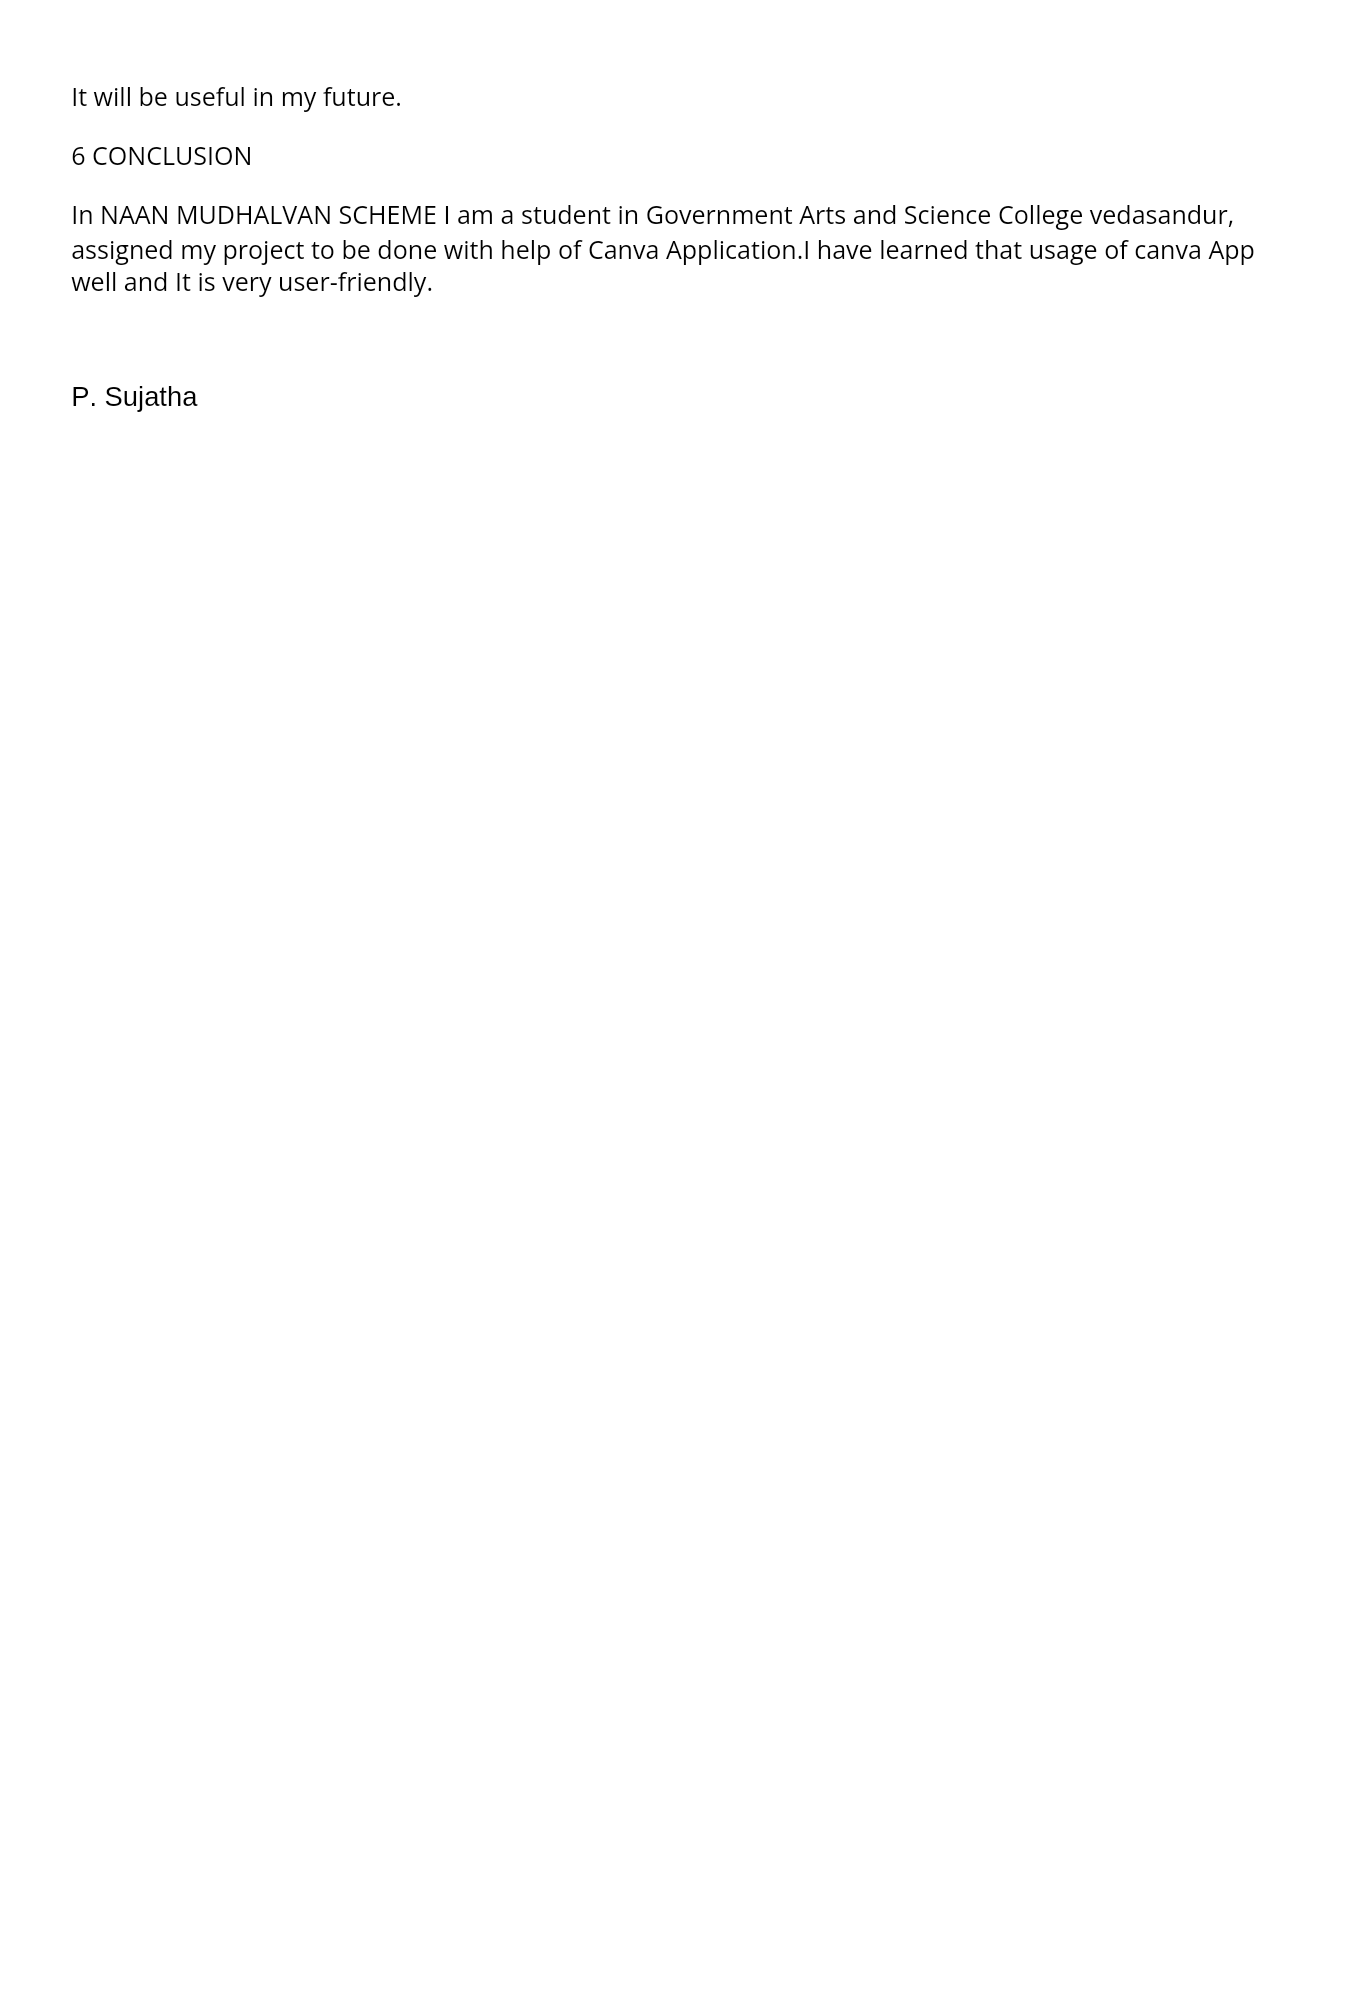 It will be useful in my future.
6 CONCLUSION
In NAAN MUDHALVAN SCHEME I am a student in Government Arts and Science College vedasandur,
assigned my project to be done with help of Canva Application.I have learned that usage of canva App
well and It is very user-friendly.
P. Sujatha